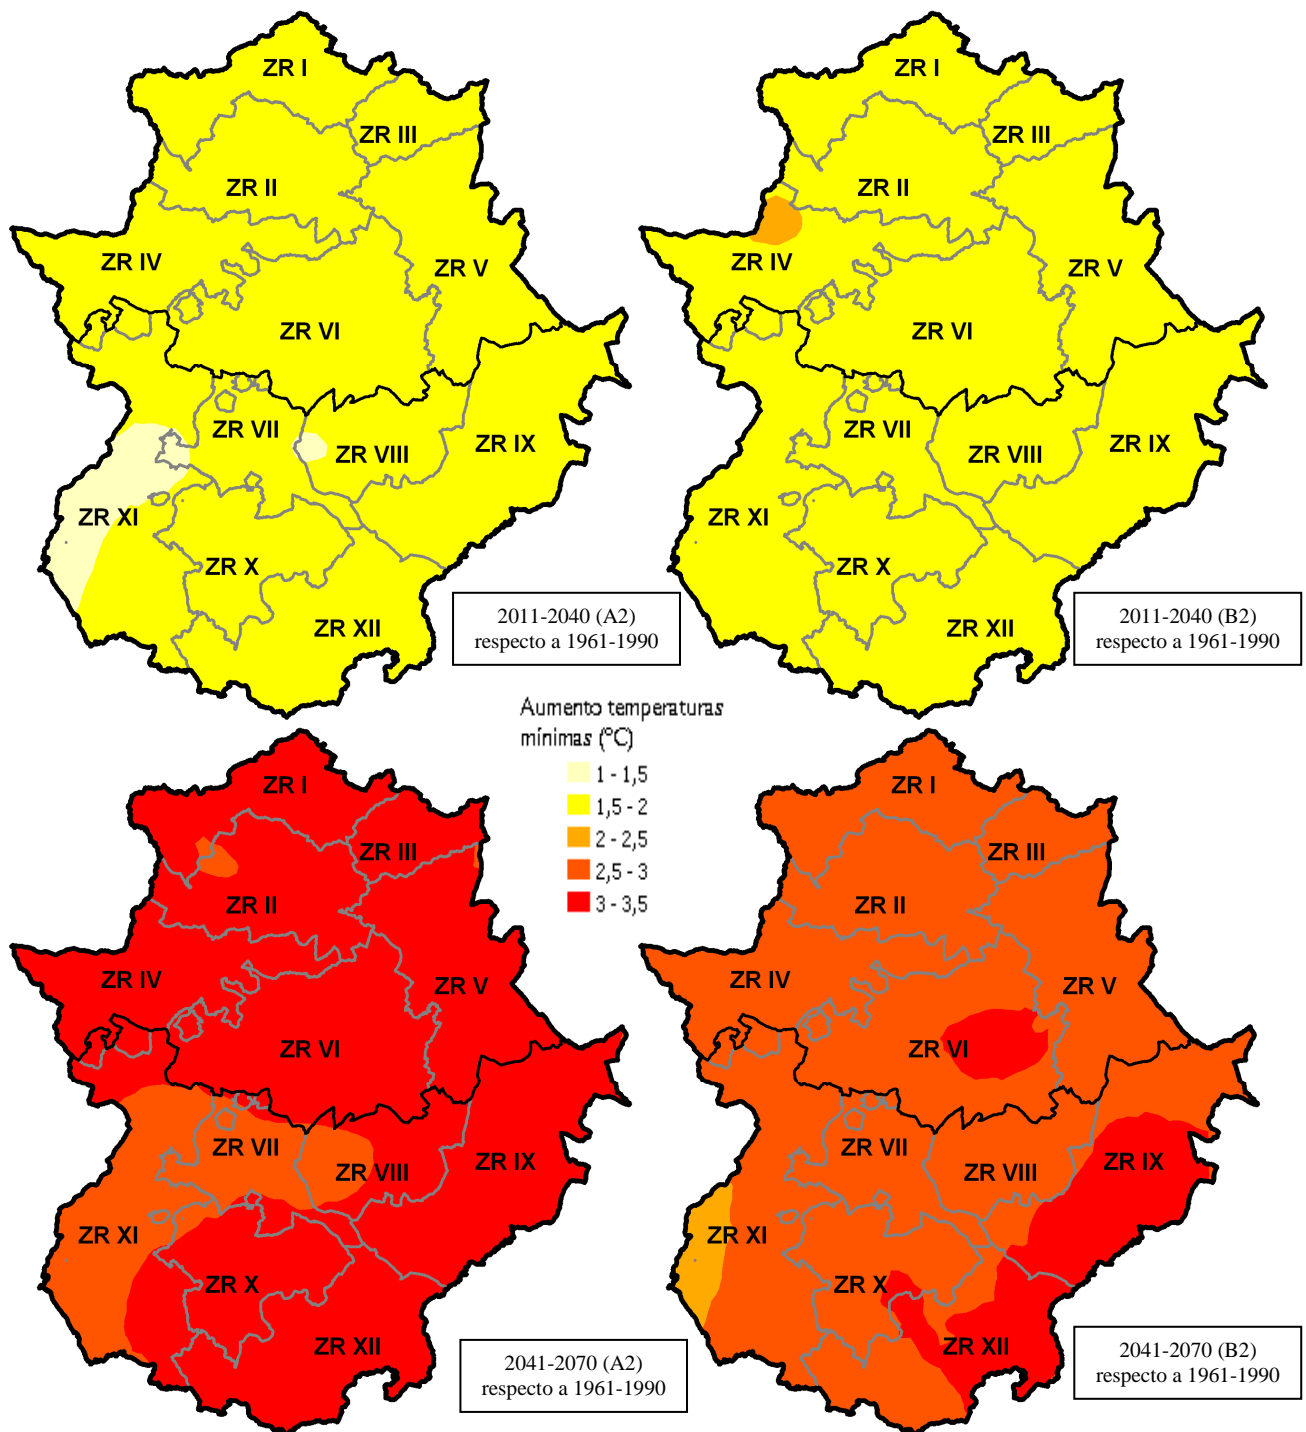 ZR I
ZR III
ZR II
ZR IV
ZR V
ZR VI
ZR VII
ZR VIII
ZR IX
ZR XI
ZR X
ZR XII
2011-2040 (A2)
respecto a 1961-1990
ZR I
ZR III
ZR II
ZR IV
ZR V
ZR VI
ZR VII
ZR VIII
ZR IX
ZR XI
ZR X
ZR XII
2011-2040 (B2)
respecto a 1961-1990
Aumento temperaturas
mínimas (°C)
1 - 1,5
1,5 - 2
2 - 2,5
2,5 - 3
3 - 3,5
ZR I
ZR III
ZR II
ZR IV
ZR V
ZR VI
ZR VII
ZR VIII
ZR IX
ZR XI
ZR X
ZR XII
2041-2070 (A2)
respecto a 1961-1990
ZR I
ZR III
ZR II
ZR IV
ZR V
ZR VI
ZR VII
ZR VIII
ZR IX
ZR XI
ZR X
ZR XII
2041-2070 (B2)
respecto a 1961-1990